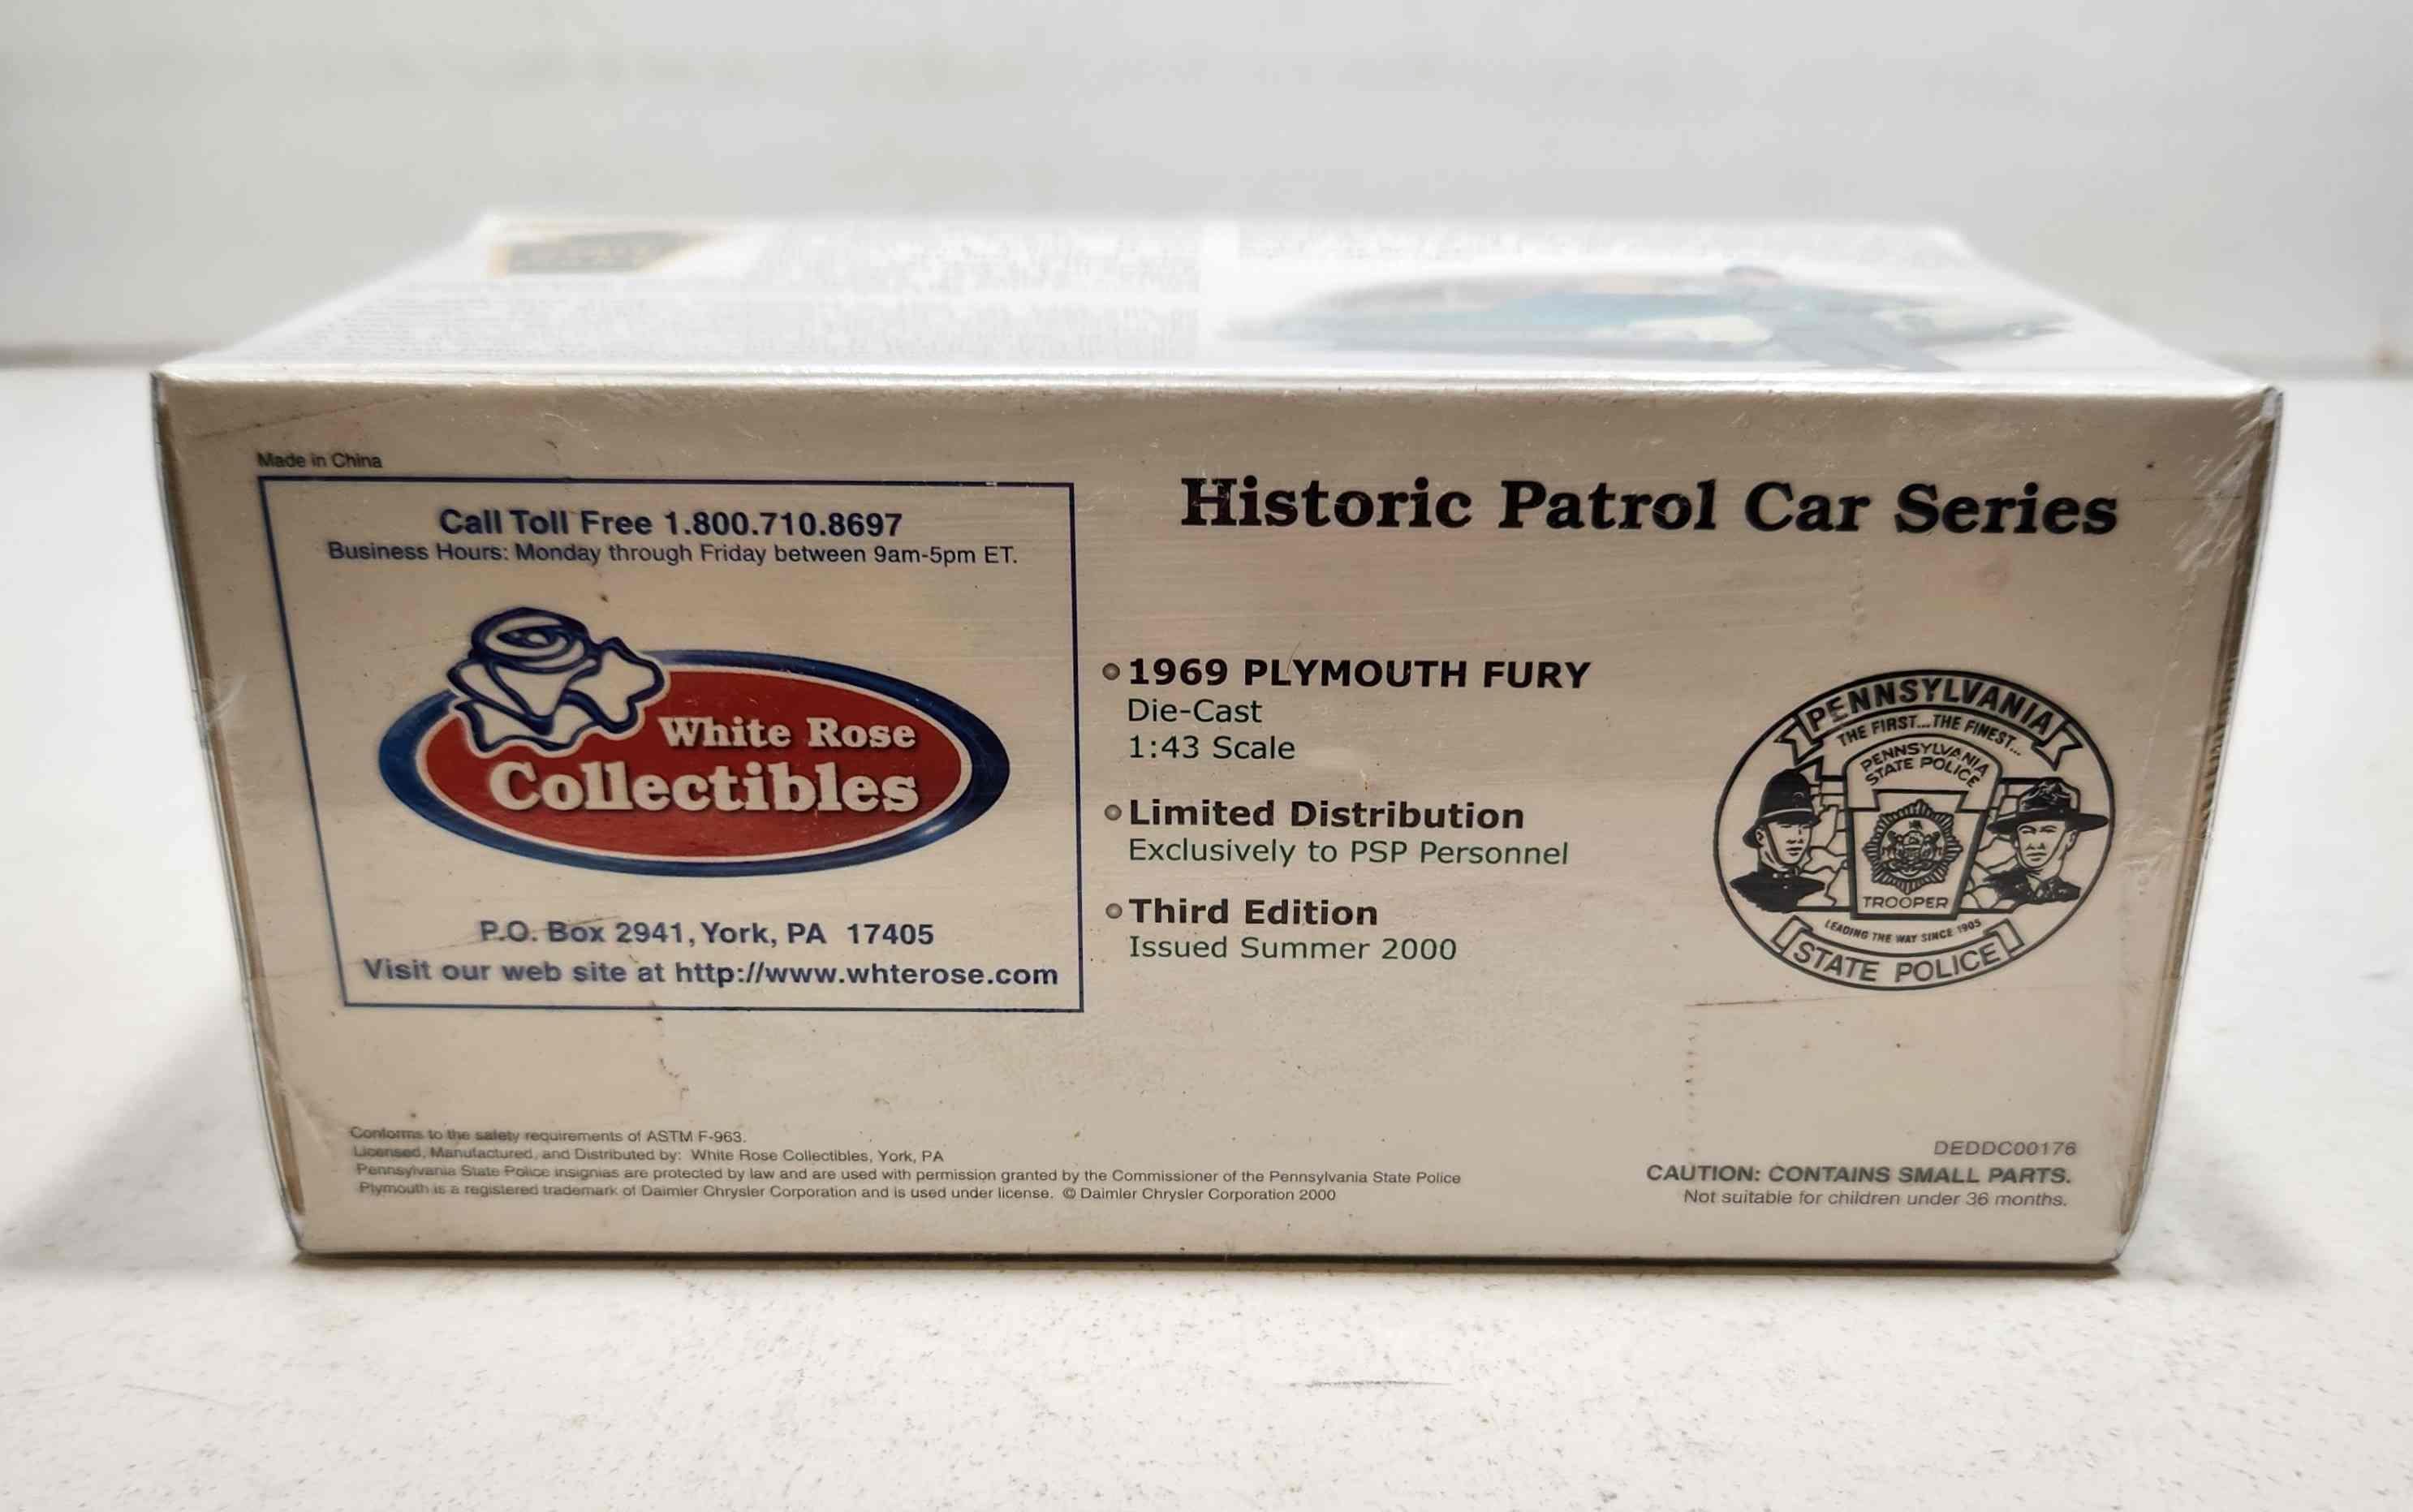 Made in China
Call Toll Free 1.800.710.8697
Business Hours: Monday through Friday between 9am-5pm ET.
White Rose
Collectibles
P.O. Box 2941, York, PA 17405
Visit our web site at http://www.whterose.com
Historic Patrol Car Series
1969 PLYMOUTH FURY
Die-Cast
1:43 Scale
Limited Distribution
Exclusively to PSP Personnel
Third Edition
Issued Summer 2000
PENNSYLVANIA
THE FIRST...THE FINEST...
PENNSYLVANIA
STATE POLICE
TROOPER
LEADING THE WAY SINCE 1905
STATE POLICE
Conforms to the safety requirements of ASTM F-963.
Licensed, Manufactured, and Distributed by: White Rose Collectibles, York, PA
Pennsylvania State Police insignias are protected by law and are used with permission granted by the Commissioner of the Pennsylvania State Police
Plymouth is a registered trademark of Daimler Chrysler Corporation and is used under license. © Daimler Chrysler Corporation 2000
DEDDC00176
CAUTION: CONTAINS SMALL PARTS.
Not suitable for children under 36 months.